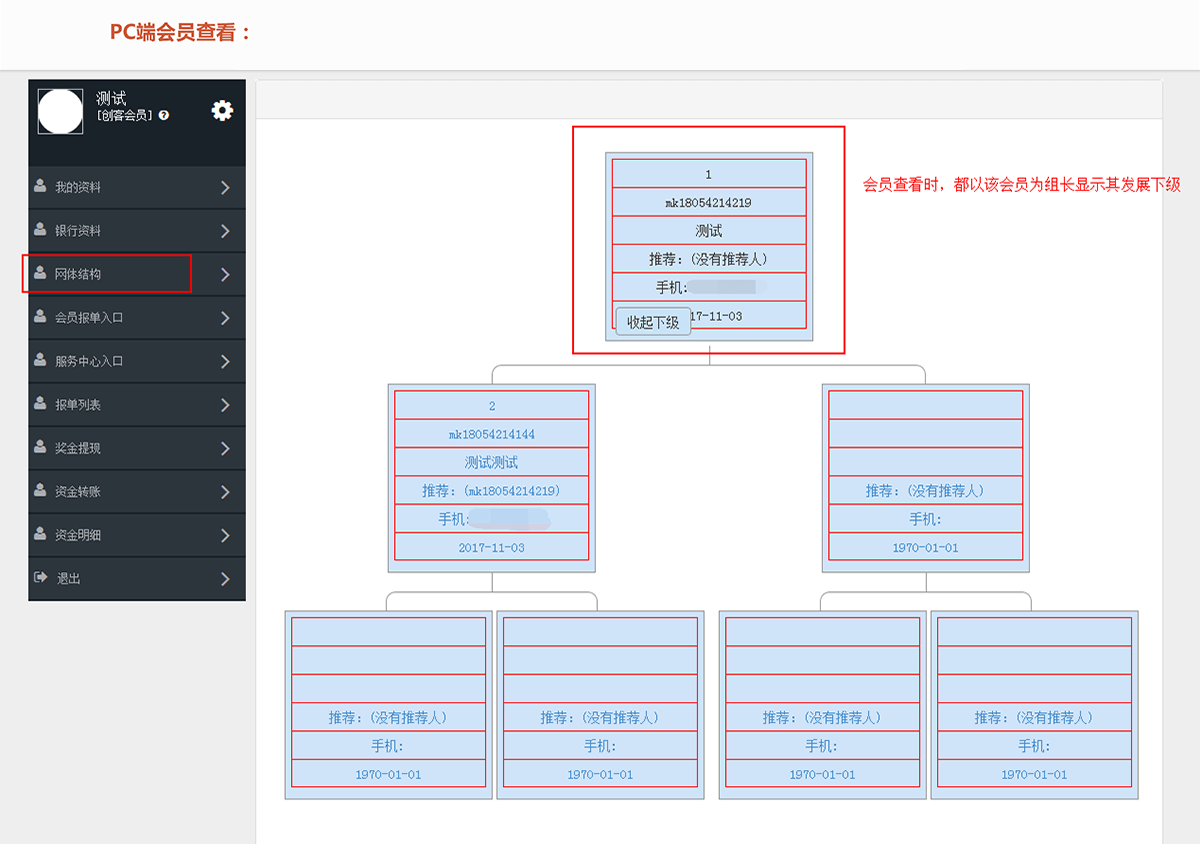 PC端会员查看：
测试
[创客会员] ?
我的资料
银行资料
网体结构
会员报单入口
服务中心入口
报单列表
奖金提现
资金转账
资金明细
退出
会员查看时，都以该会员为组长显示其发展下级
1
mk18054214219
测试
推荐：(没有推荐人)
手机:
收起下级
17-11-03
2
mk18054214144
测试测试
推荐：(mk18054214219)
手机:
2017-11-03
推荐：(没有推荐人)
手机:
1970-01-01
推荐：(没有推荐人)
手机:
1970-01-01
推荐：(没有推荐人)
手机:
1970-01-01
推荐：(没有推荐人)
手机:
1970-01-01
推荐：(没有推荐人)
手机:
1970-01-01